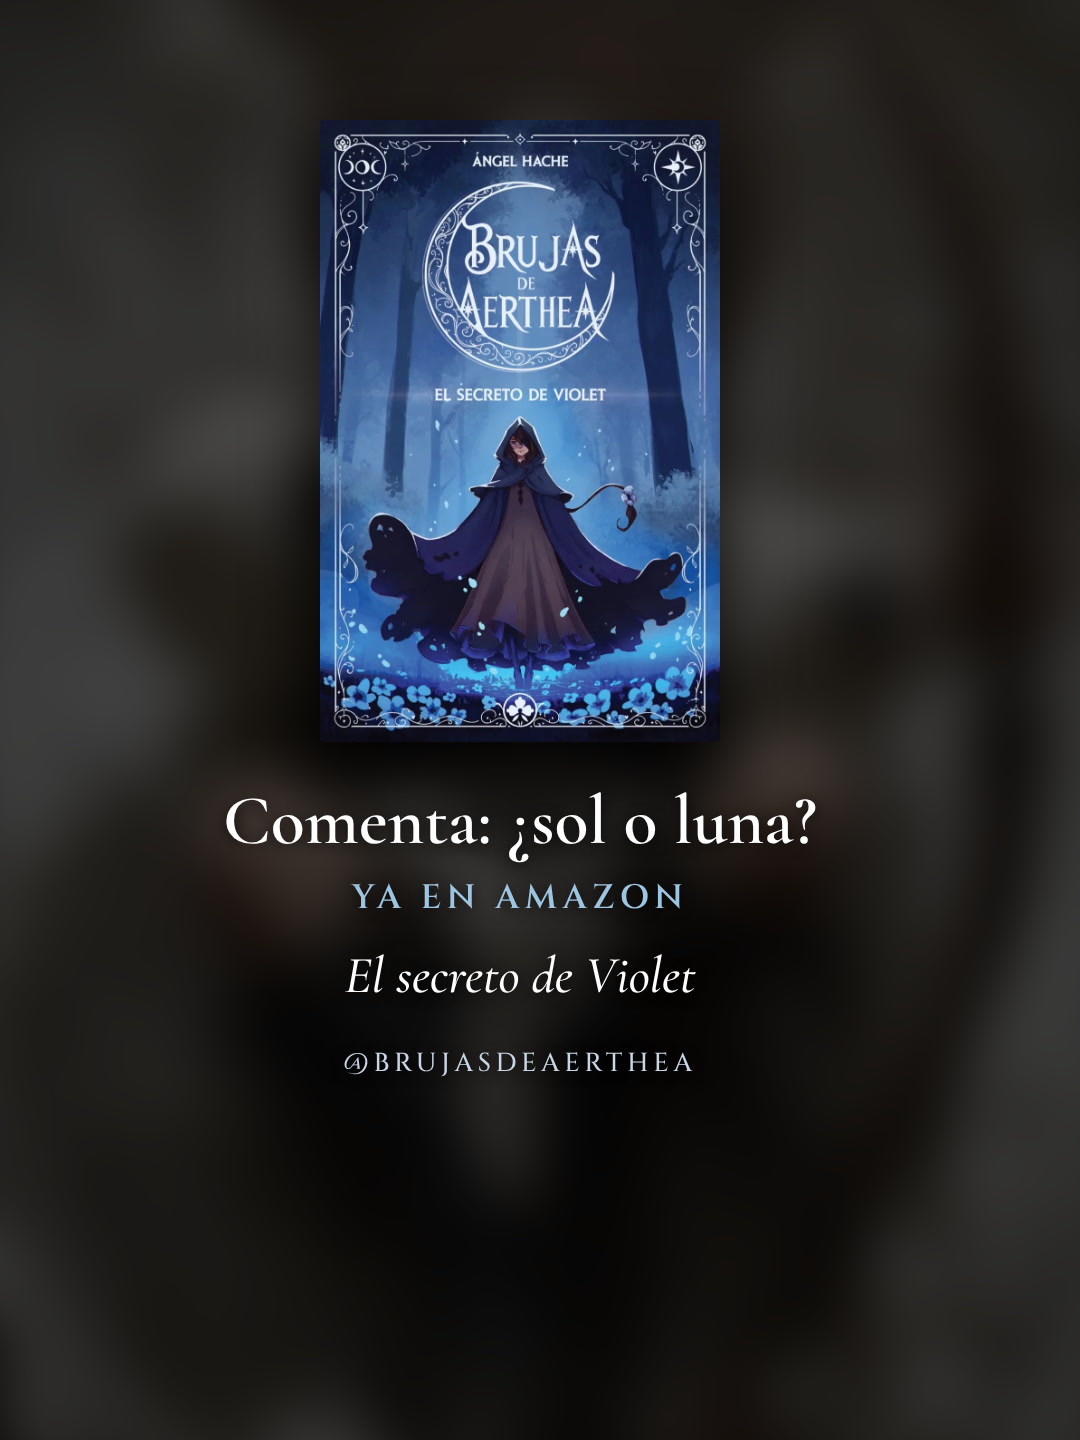 ÁNGEL HACHE
BRUJAS
DE
AERTHEA
EL SECRETO DE VIOLET
Comenta: ¿sol o luna?
YA EN AMAZON
El secreto de Violet
@BRUJASDEAERTHEA